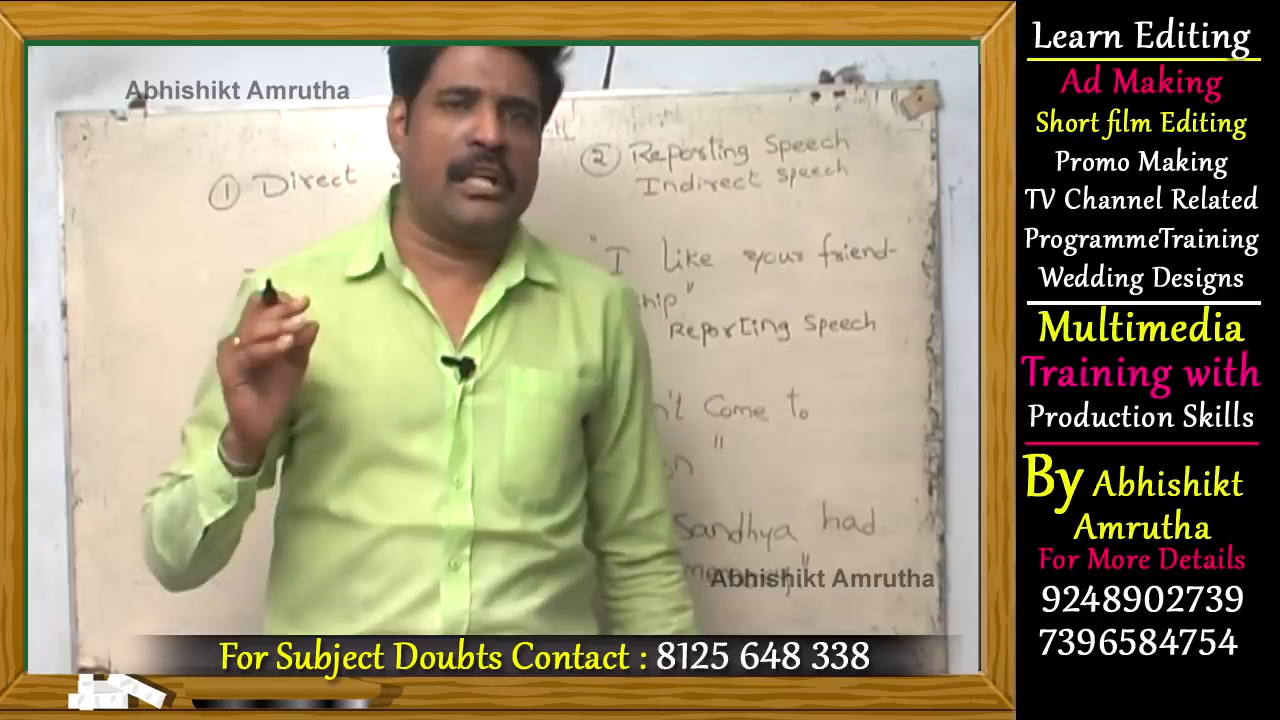 Abhishikt Amrutha
① Direct
② Reporting Speech
Indirect speech
"I like your friend-
ship"
Reporting Speech
n't Come to
"
on
Sandhya had
Abhishikt Amrutha
For Subject Doubts Contact : 8125 648 338
Learn Editing
Ad Making
Short film Editing
Promo Making
TV Channel Related
ProgrammeTraining
Wedding Designs
Multimedia
Training with
Production Skills
By Abhishikt
Amrutha
For More Details
9248902739
7396584754